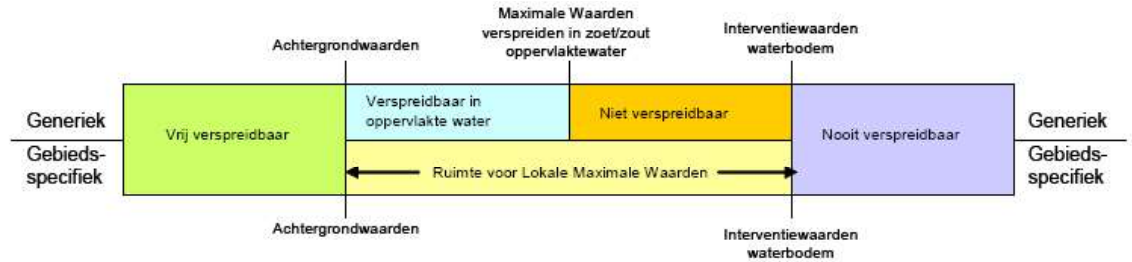 Maximale Waarden
verspreiden in zoet/zout
oppervlaktewater
Achtergrondwaarden
Interventiewaarden
waterbodem
Generiek
Gebieds-
specifiek
Vrij verspreidbaar
Verspreidbaar in
oppervlakte water
Niet verspreidbaar
Ruimte voor Lokale Maximale Waarden
Nooit verspreidbaar
Generiek
Gebieds-
specifiek
Achtergrondwaarden
Interventiewaarden
waterbodem